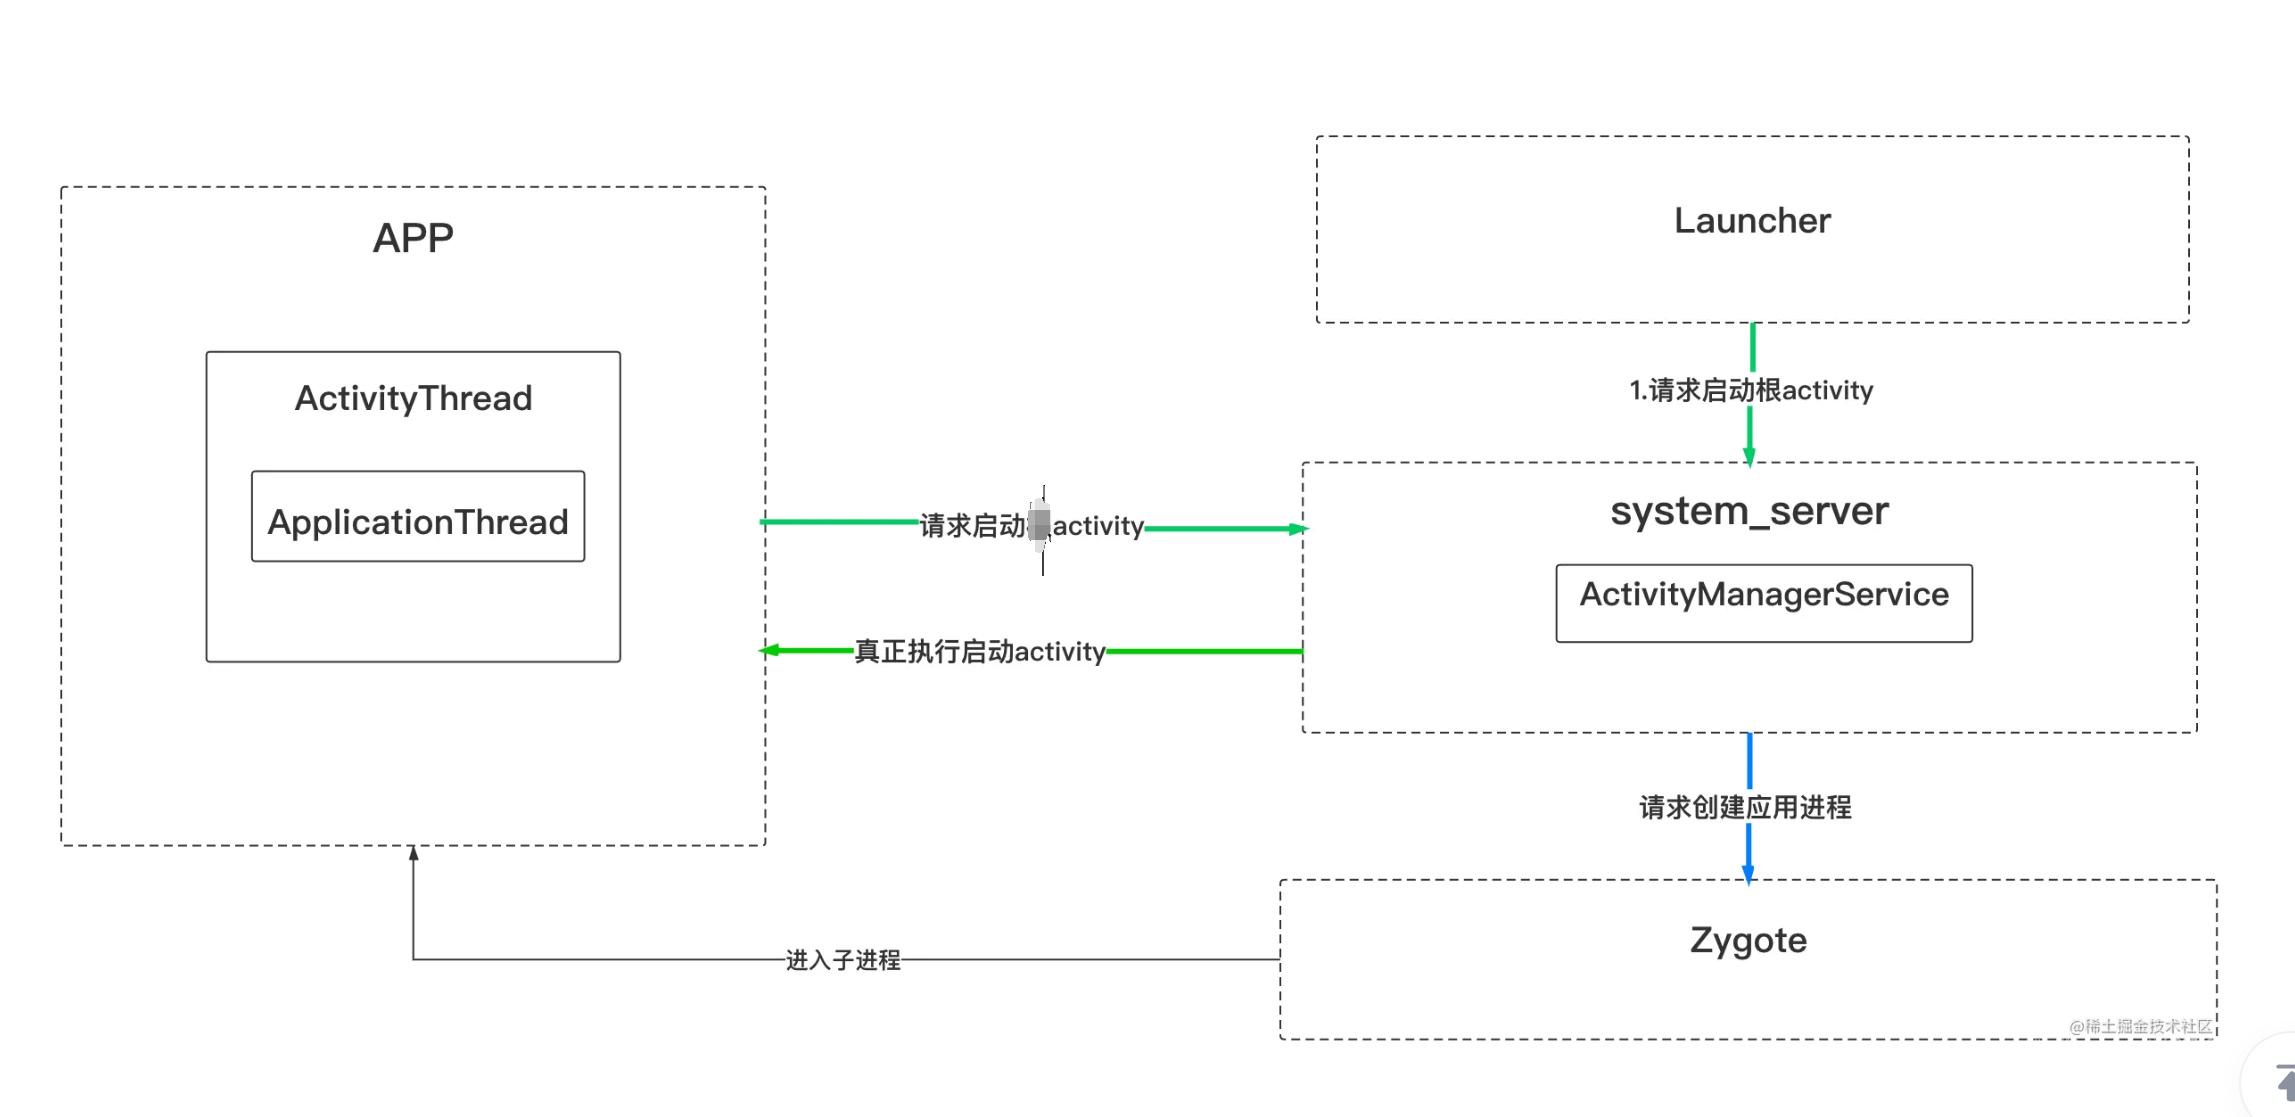 APP
ActivityThread
ApplicationThread
Launcher
1.请求启动根activity
请求启动 activity
真正执行启动activity
system_server
ActivityManagerService
请求创建应用进程
Zygote
进入子进程
@稀土掘金技术社区